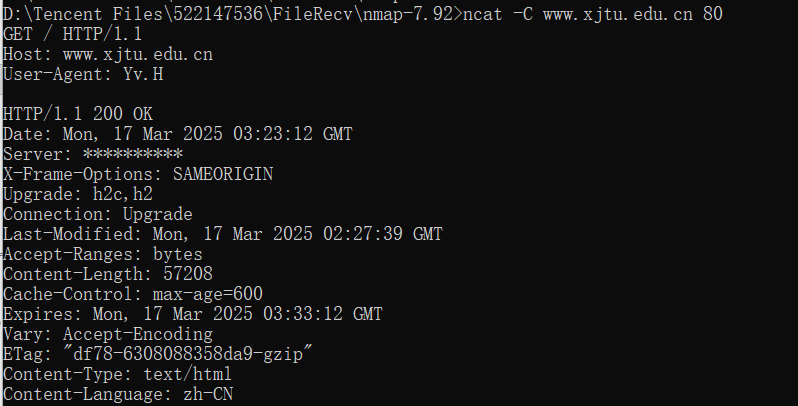 D:\Tencent Files\522147536\FileRecv\nmap-7.92>ncat -C www.xjtu.edu.cn 80
GET / HTTP/1.1
Host: www.xjtu.edu.cn
User-Agent: Yv.H

HTTP/1.1 200 OK
Date: Mon, 17 Mar 2025 03:23:12 GMT
Server: **********
X-Frame-Options: SAMEORIGIN
Upgrade: h2c,h2
Connection: Upgrade
Last-Modified: Mon, 17 Mar 2025 02:27:39 GMT
Accept-Ranges: bytes
Content-Length: 57208
Cache-Control: max-age=600
Expires: Mon, 17 Mar 2025 03:33:12 GMT
Vary: Accept-Encoding
ETag: "df78-6308088358da9-gzip"
Content-Type: text/html
Content-Language: zh-CN